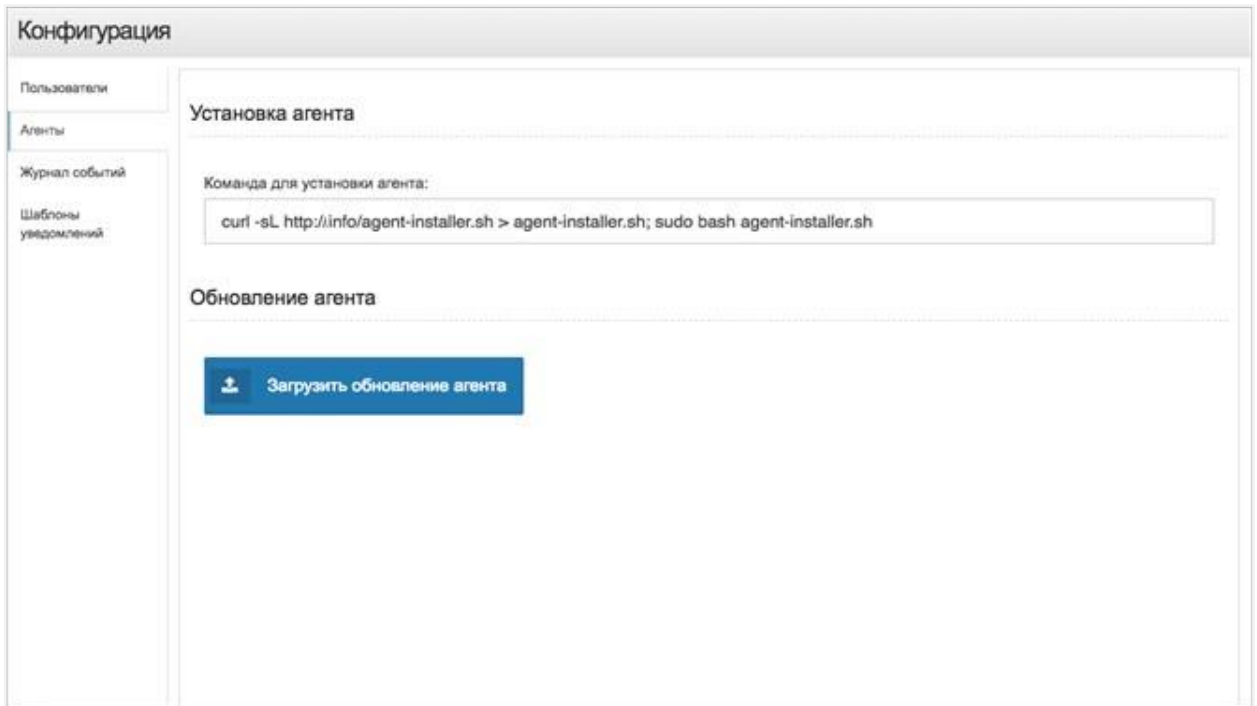 Конфигурация
Пользователи
Агенты
Журнал событий
Шаблоны
уведомлений
Установка агента
Команда для установки агента:
curl -sL http://.info/agent-installer.sh > agent-installer.sh; sudo bash agent-installer.sh
Обновление агента
Загрузить обновление агента